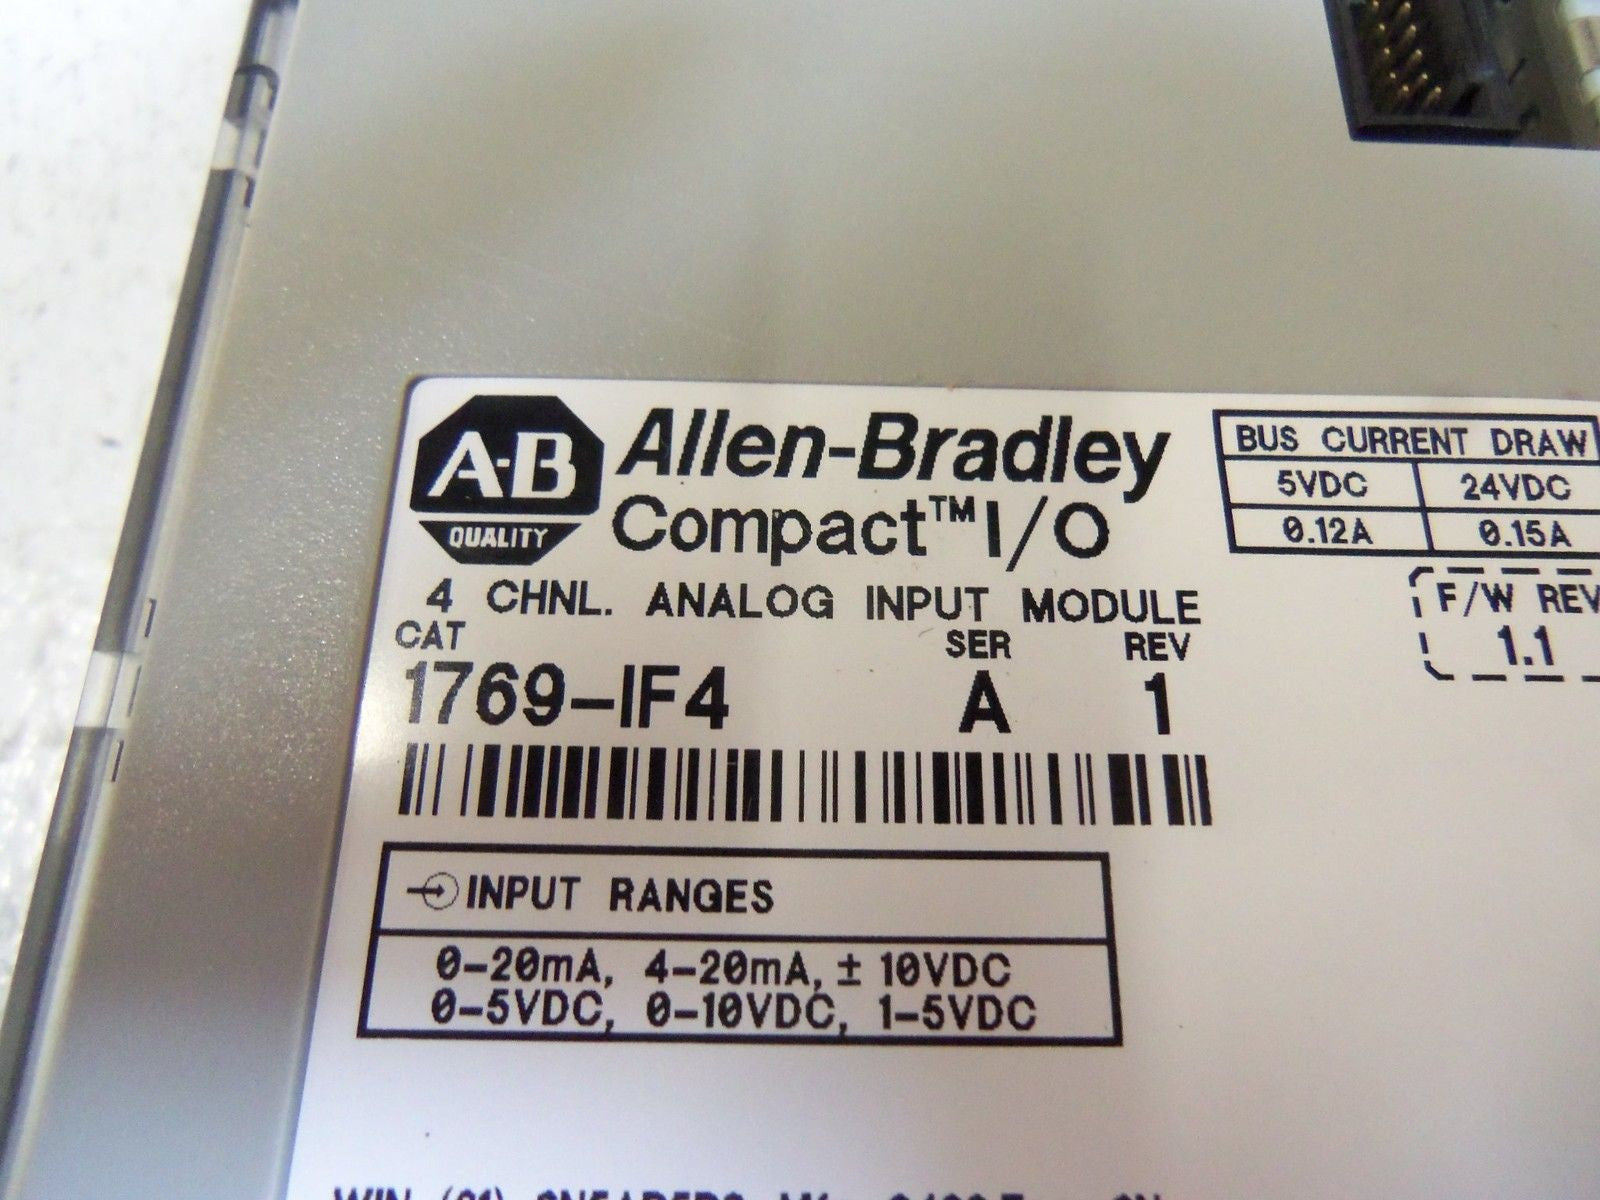 A-B
QUALITY
Allen-Bradley
Compact™ I/O
4 CHNL. ANALOG INPUT MODULE
CAT SER REV
1769-IF4 A 1
BUS CURRENT DRAW
5VDC 24VDC
0.12A 0.15A
F/W REV
1.1
INPUT RANGES
0-20mA, 4-20mA, ± 10VDC
0-5VDC, 0-10VDC, 1-5VDC